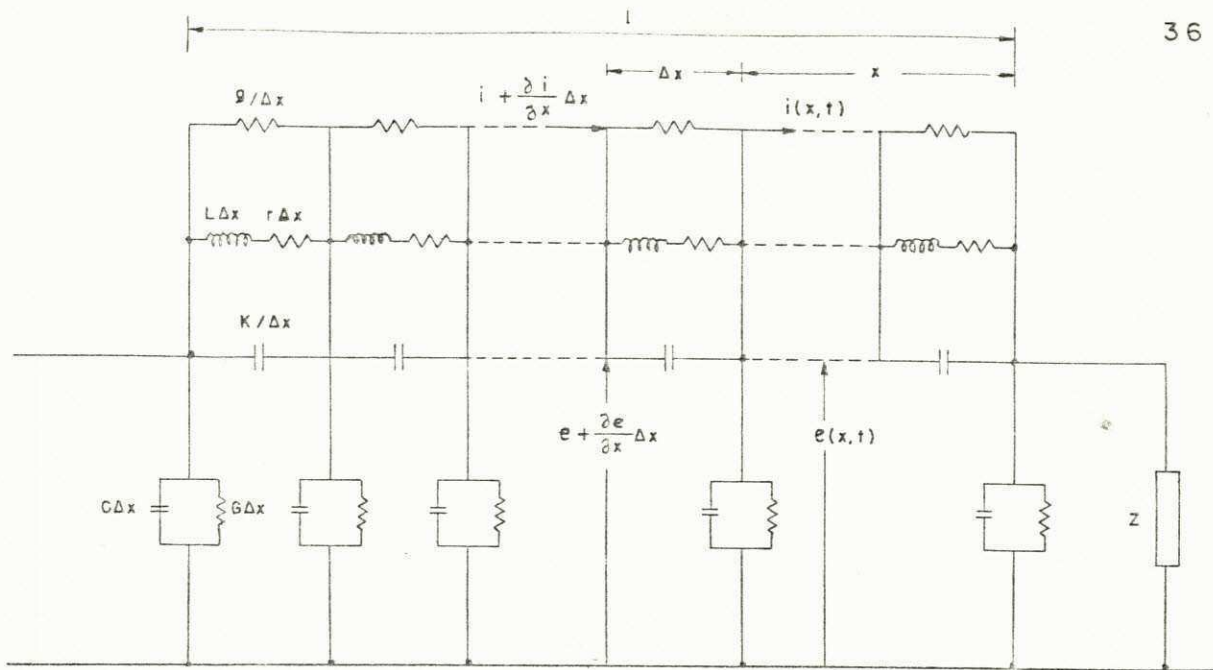 l
36
Δx
x
g/Δx
i + ∂i/∂x Δx
i(x,t)
LΔx
rΔx
K/Δx
e + ∂e/∂x Δx
e(x,t)
CΔx
GΔx
Z